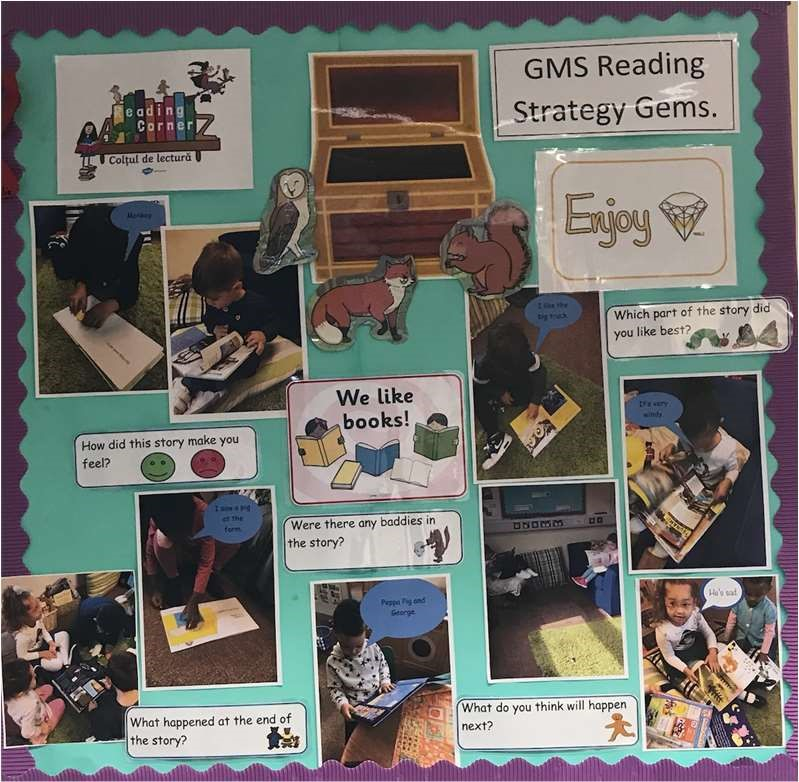 Reading
Corner
A
Z
Colțul de lectură
GMS Reading
Strategy Gems.
Enjoy
Monkey
I like the
big truck.
Which part of the story did
you like best?
We like
books!
It's very
windy.
How did this story make you
feel?
I saw a pig
at the
farm.
Were there any baddies in
the story?
Peppa Pig and
George.
He's sad
What happened at the end of
the story?
What do you think will happen
next?